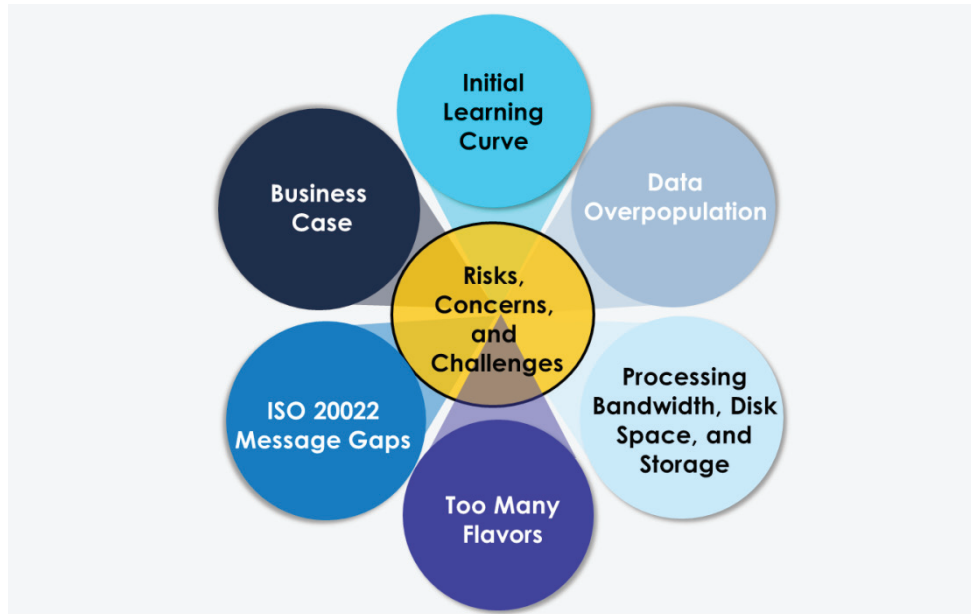 Initial
Learning
Curve
Data
Overpopulation
Processing
Bandwidth, Disk
Space, and
Storage
Too Many
Flavors
ISO 20022
Message Gaps
Business
Case
Risks,
Concerns,
and
Challenges